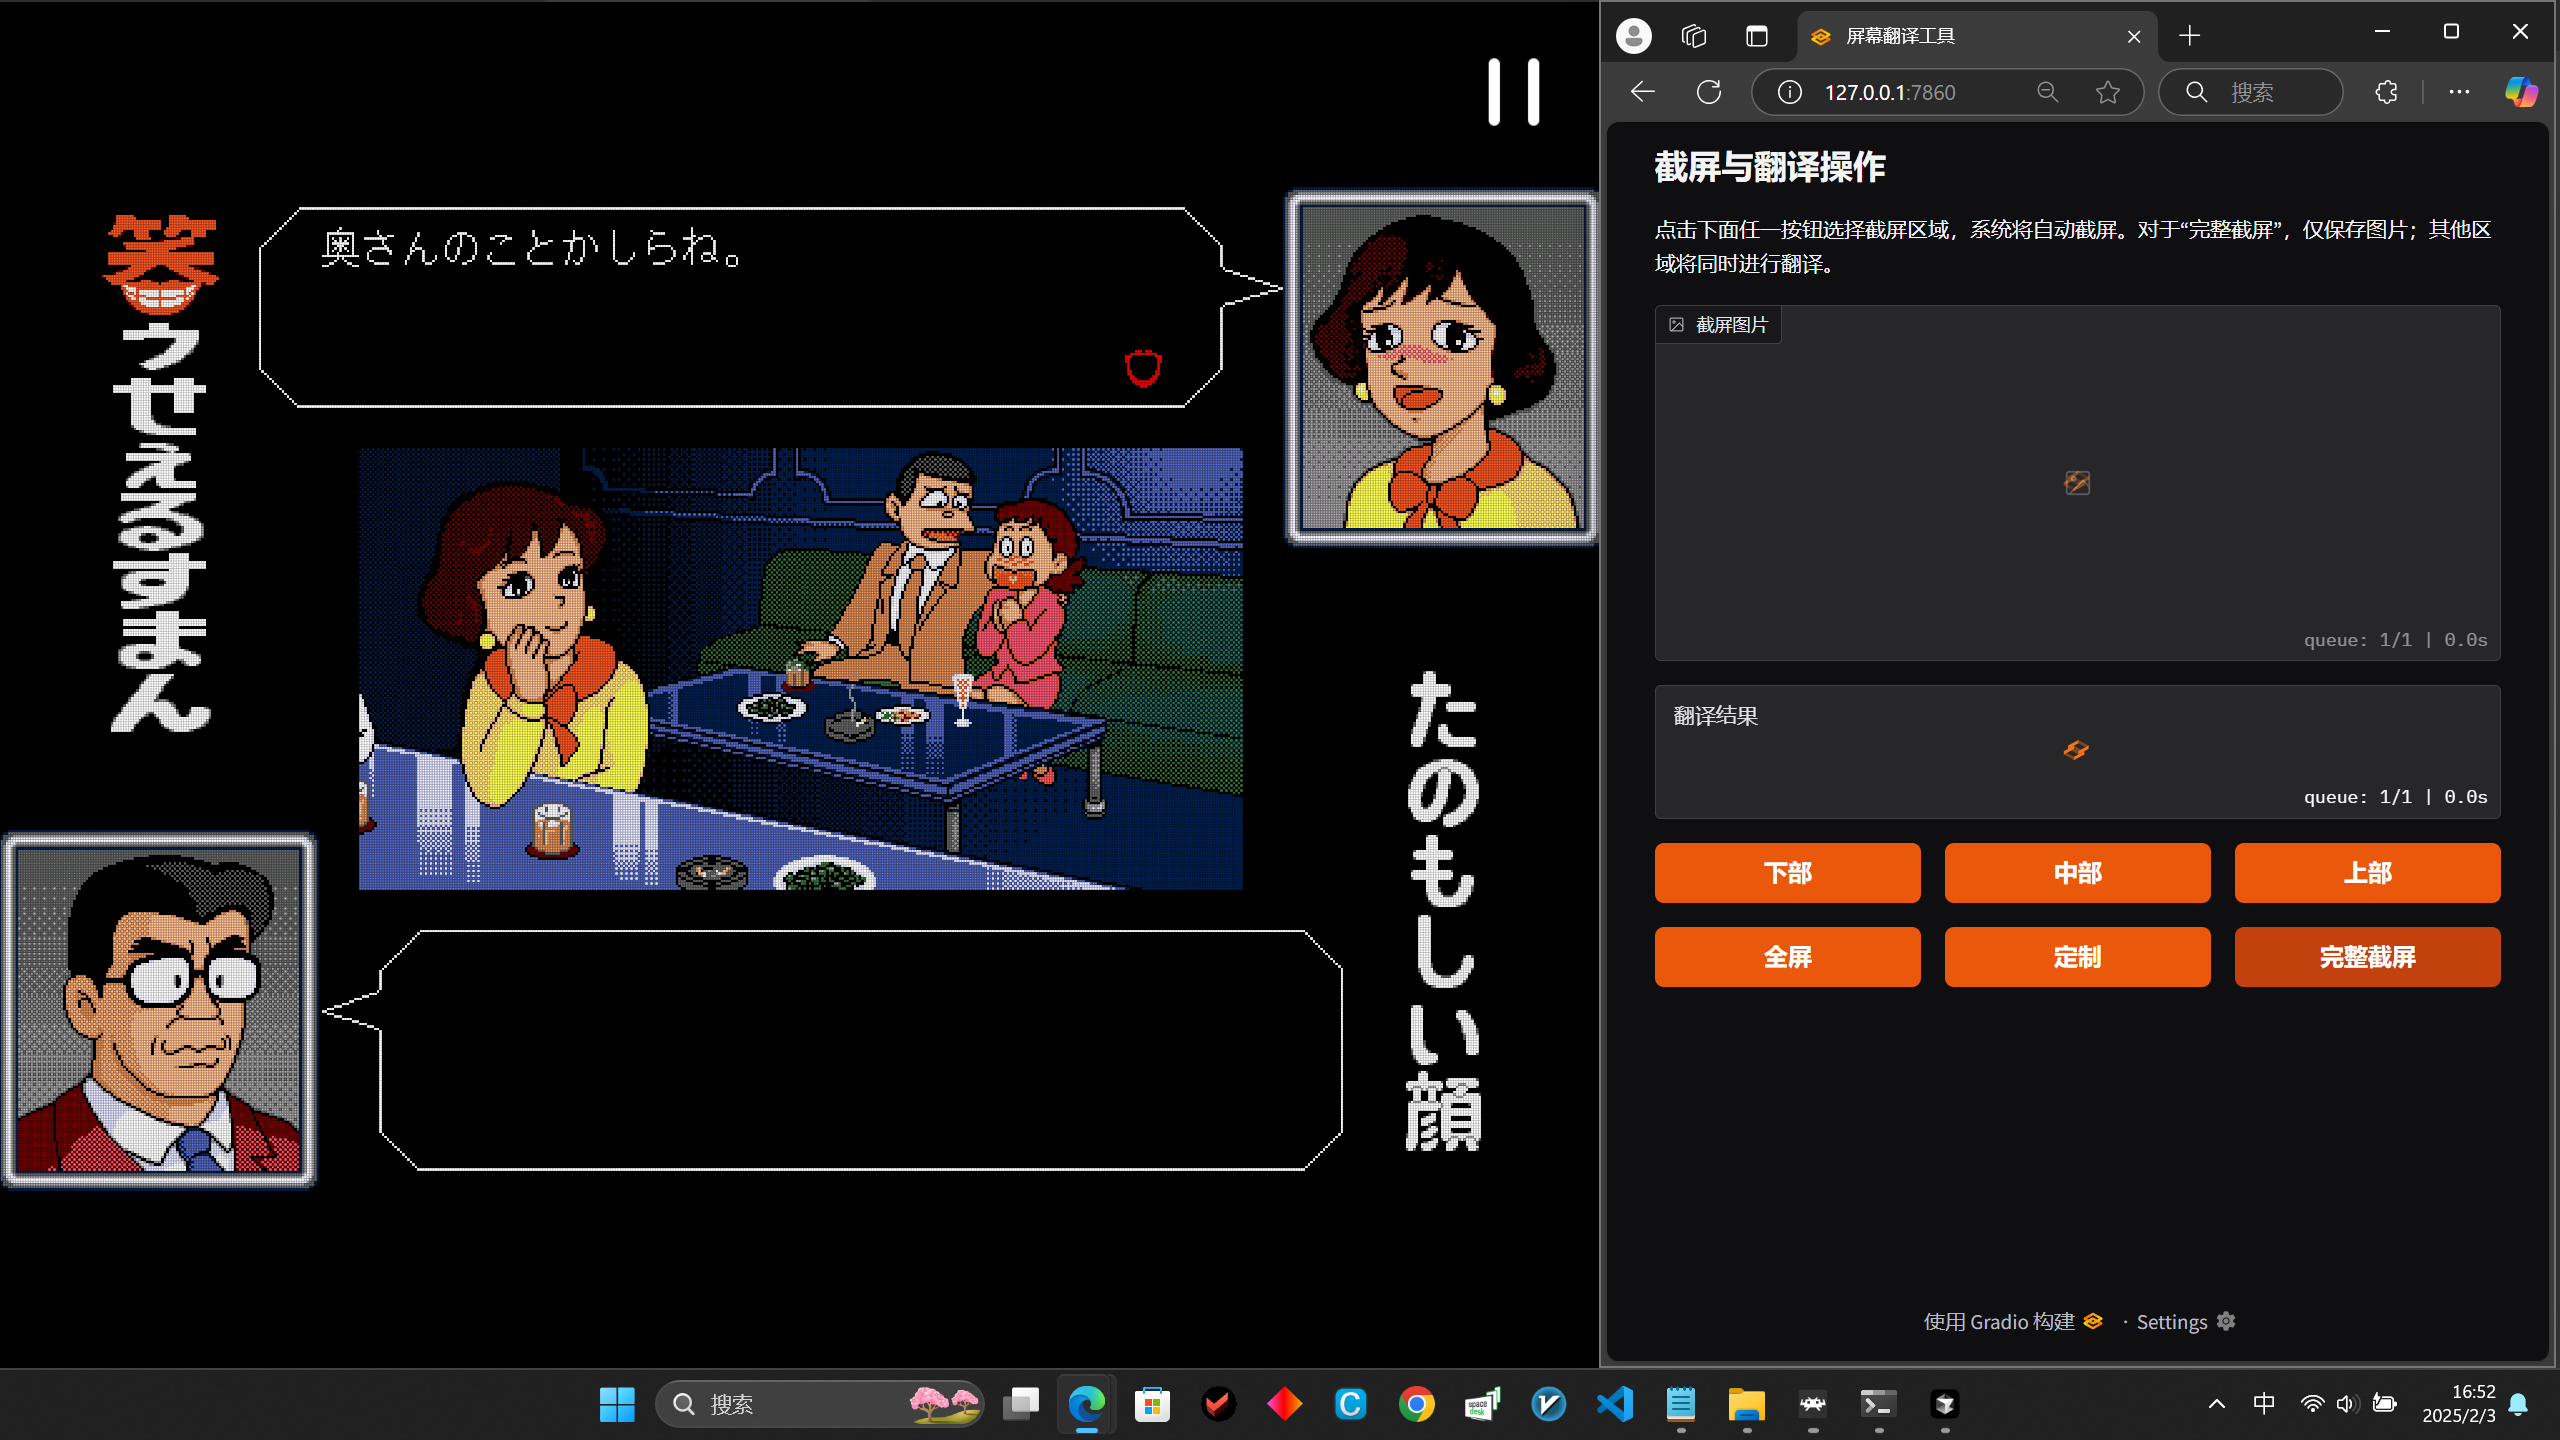 奥さんのことかしらね。
笑ゥせえるすまん
たのもしい顔
屏幕翻译工具
127.0.0.1:7860
搜索
截屏与翻译操作
点击下面任一按钮选择截屏区域，系统将自动截屏。对于“完整截屏”，仅保存图片；其他区
域将同时进行翻译。
截屏图片
queue: 1/1 | 0.0s
翻译结果
queue: 1/1 | 0.0s
下部
中部
上部
全屏
定制
完整截屏
使用 Gradio 构建 · Settings
搜索
space
desk
中
16:52
2025/2/3